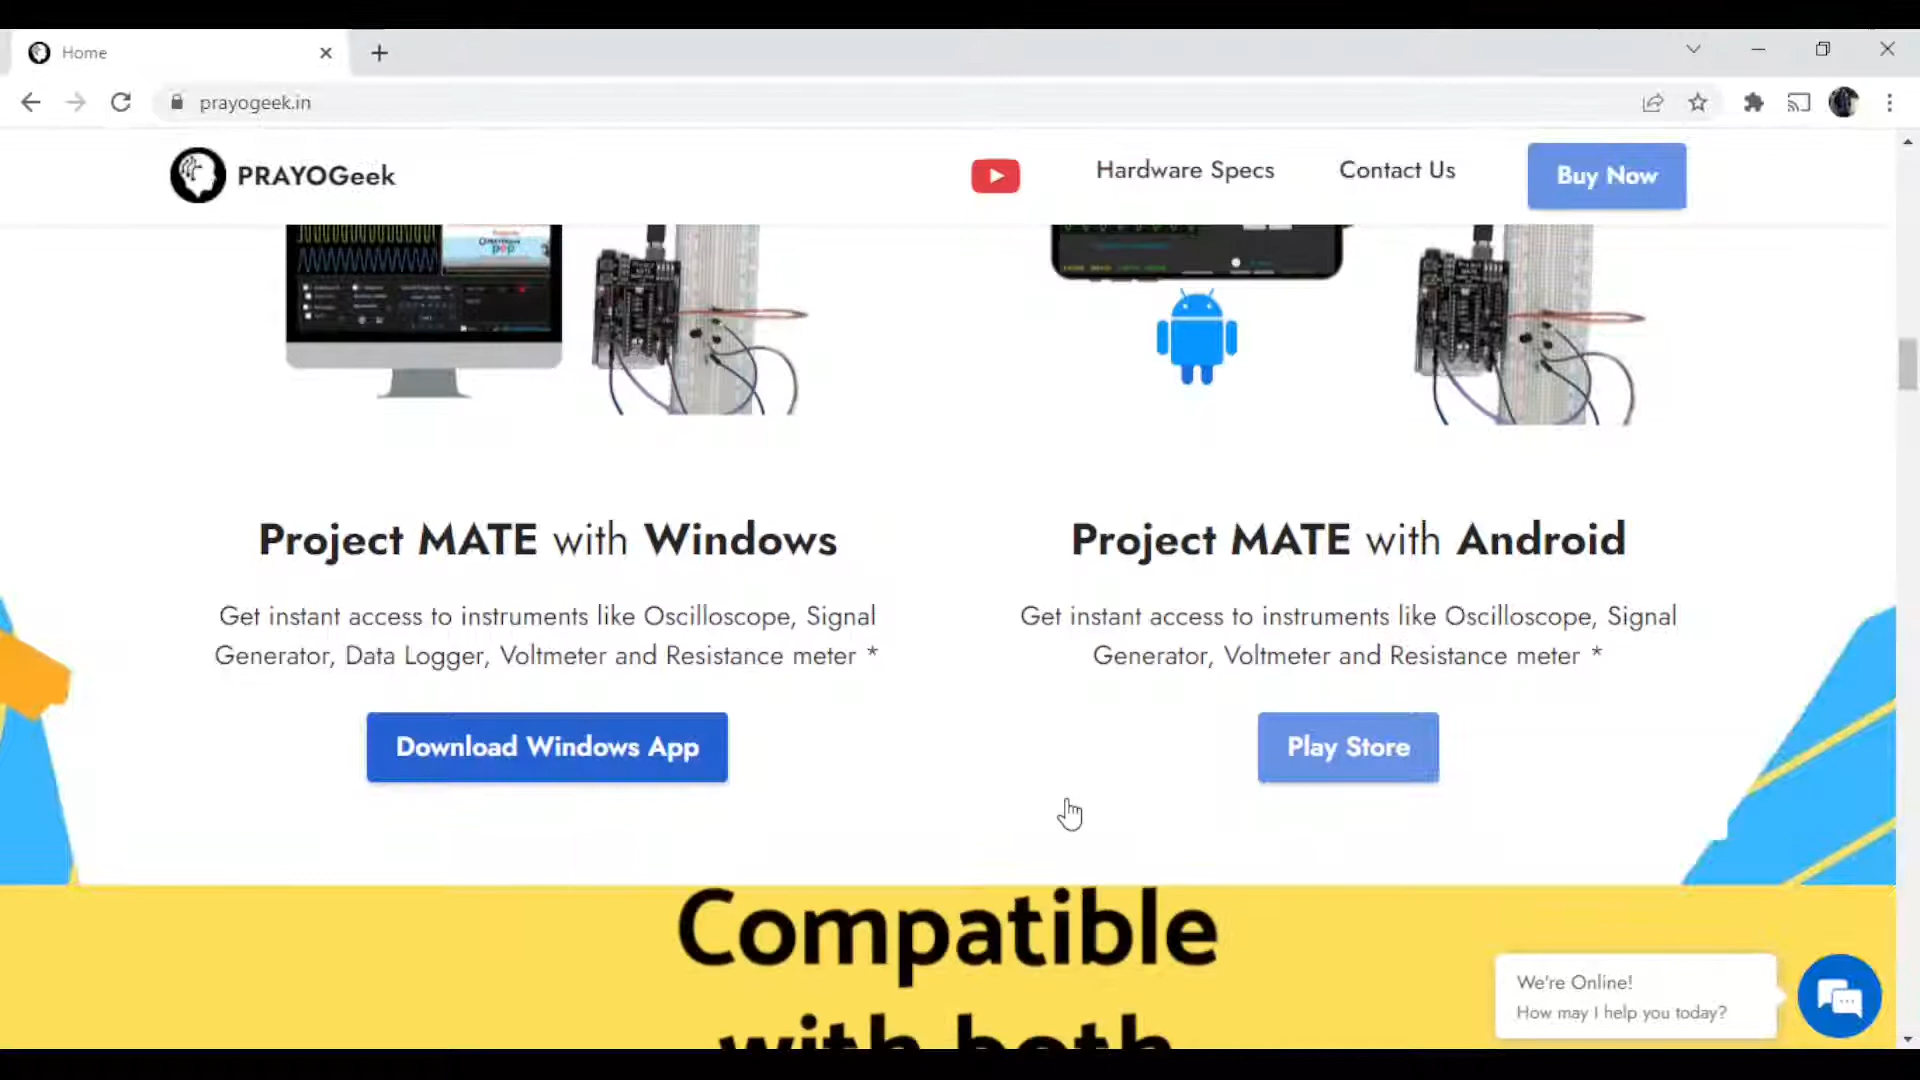 Home
prayogeek.in
PRAYOGeek
Hardware Specs
Contact Us
Buy Now
Project MATE with Windows
Get instant access to instruments like Oscilloscope, Signal
Generator, Data Logger, Voltmeter and Resistance meter *
Download Windows App
Project MATE with Android
Get instant access to instruments like Oscilloscope, Signal
Generator, Voltmeter and Resistance meter *
Play Store
Compatible
with both
We're Online!
How may I help you today?